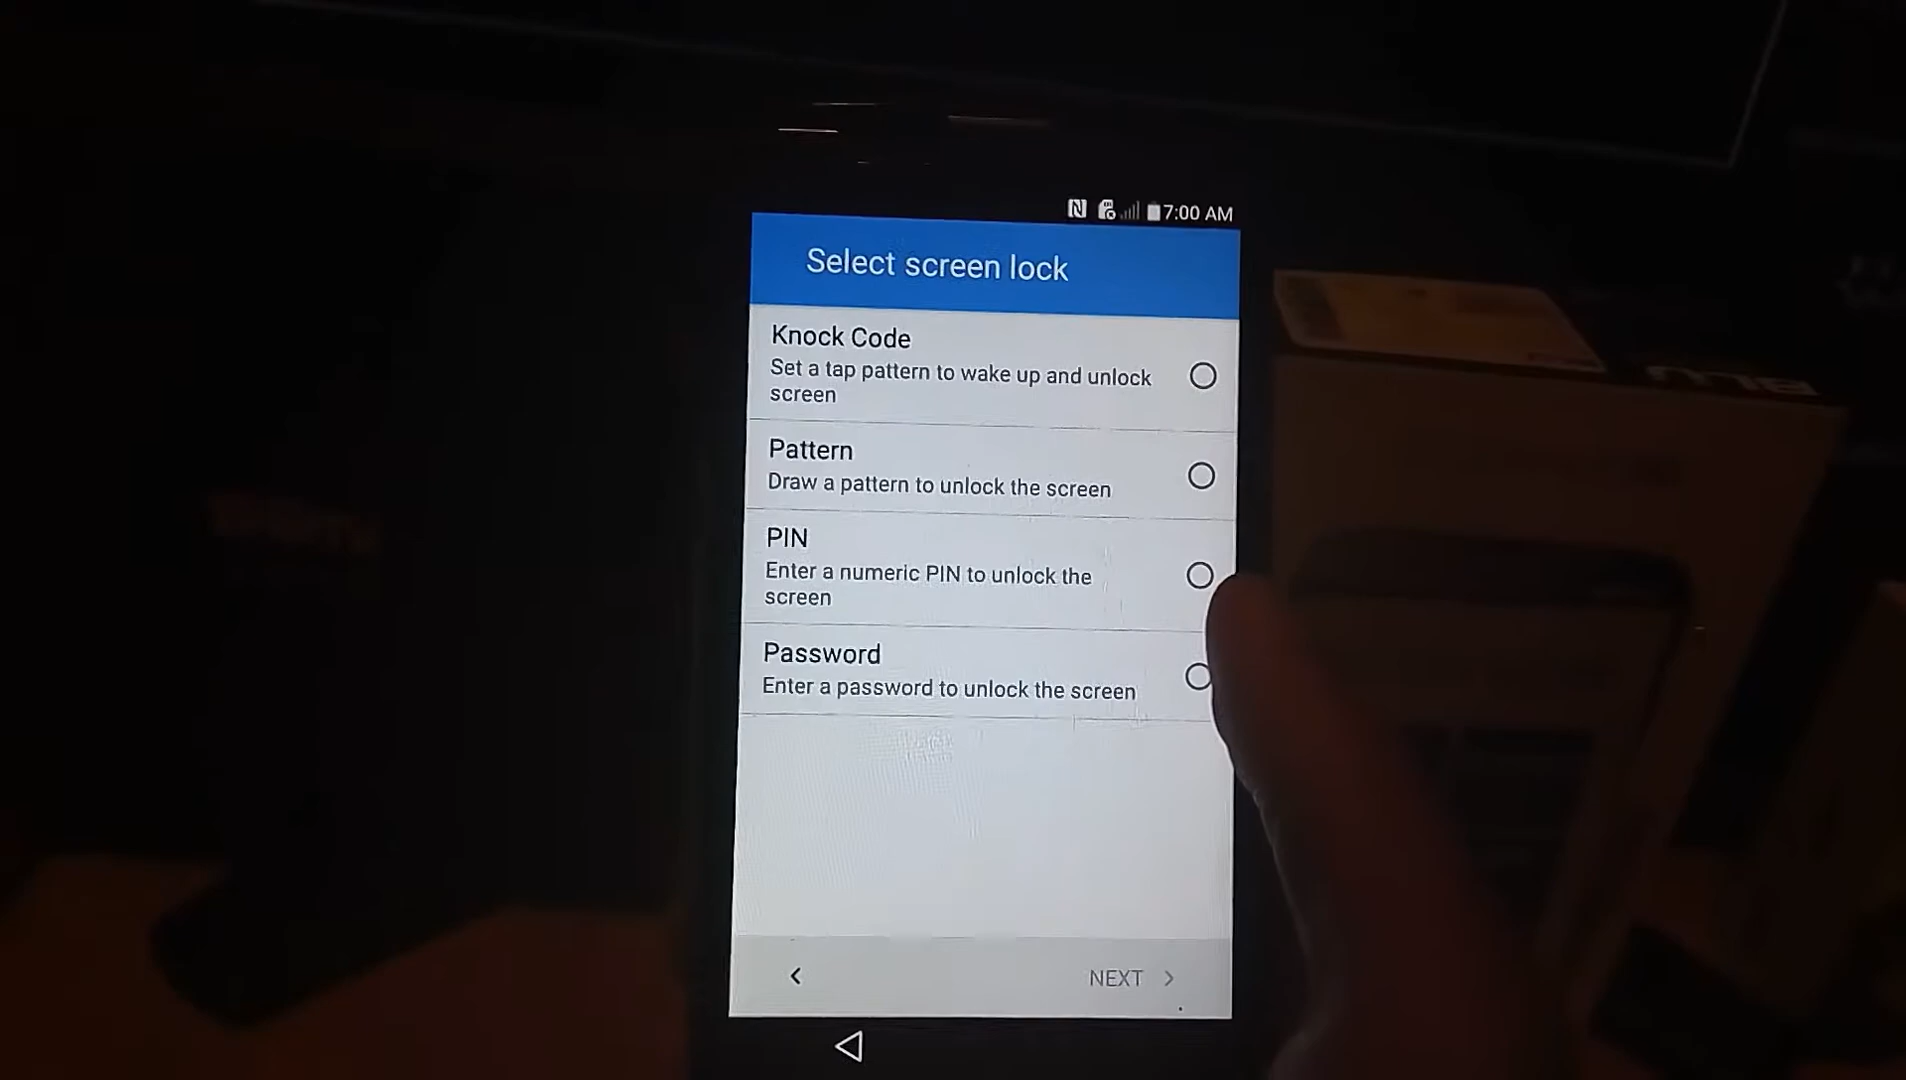 7:00 AM
Select screen lock
Knock Code
Set a tap pattern to wake up and unlock
screen
Pattern
Draw a pattern to unlock the screen
PIN
Enter a numeric PIN to unlock the
screen
Password
Enter a password to unlock the screen
NEXT